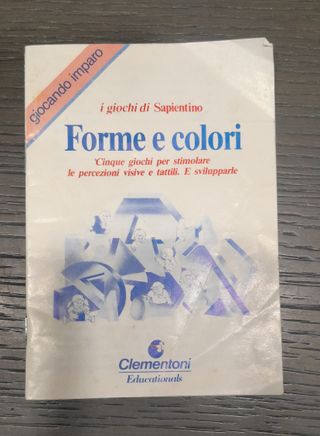 giocando imparo
i giochi di Sapientino
Forme e colori
'Cinque giochi per stimolare
le percezioni visive e tattili. E svilupparle
Clementoni
Educationals